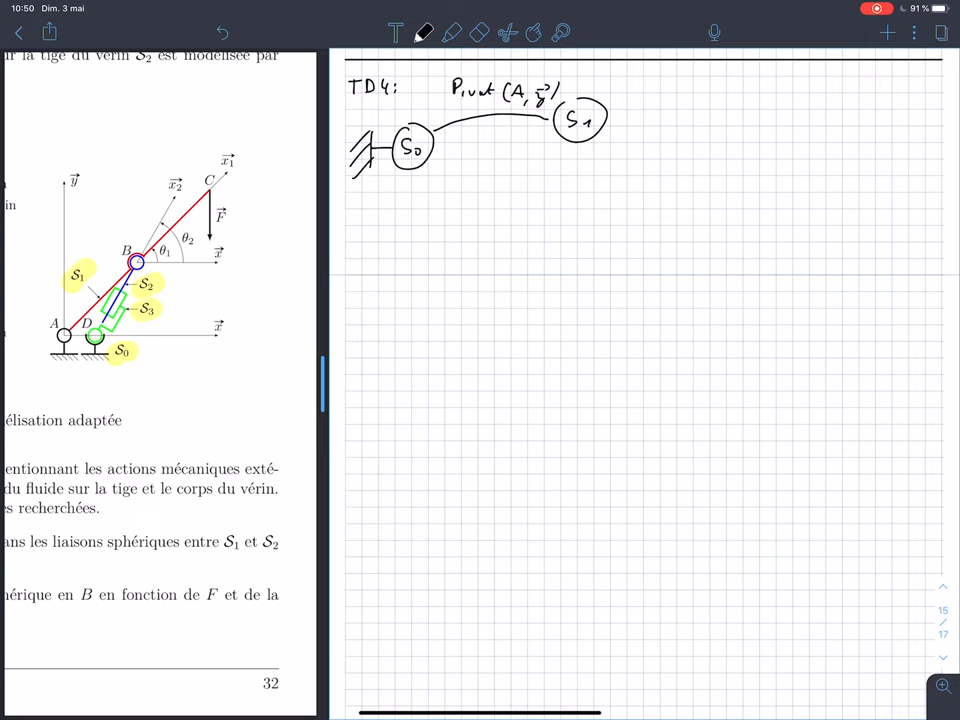 10:50 Dim. 3 mai
91 %
ur la tige du vérin S₂ est modélisée par
in
y
x₁
x₂
C
F
θ₂
θ₁
x
B
S₁
S₂
S₃
A
D
x
S₀
élisation adaptée
entionnant les actions mécaniques exté-
du fluide sur la tige et le corps du vérin.
es recherchées.
ans les liaisons sphériques entre S₁ et S₂
hérique en B en fonction de F et de la
32
TD4:
Pivot (A, z)
S₀
S₁
T
15
/
17